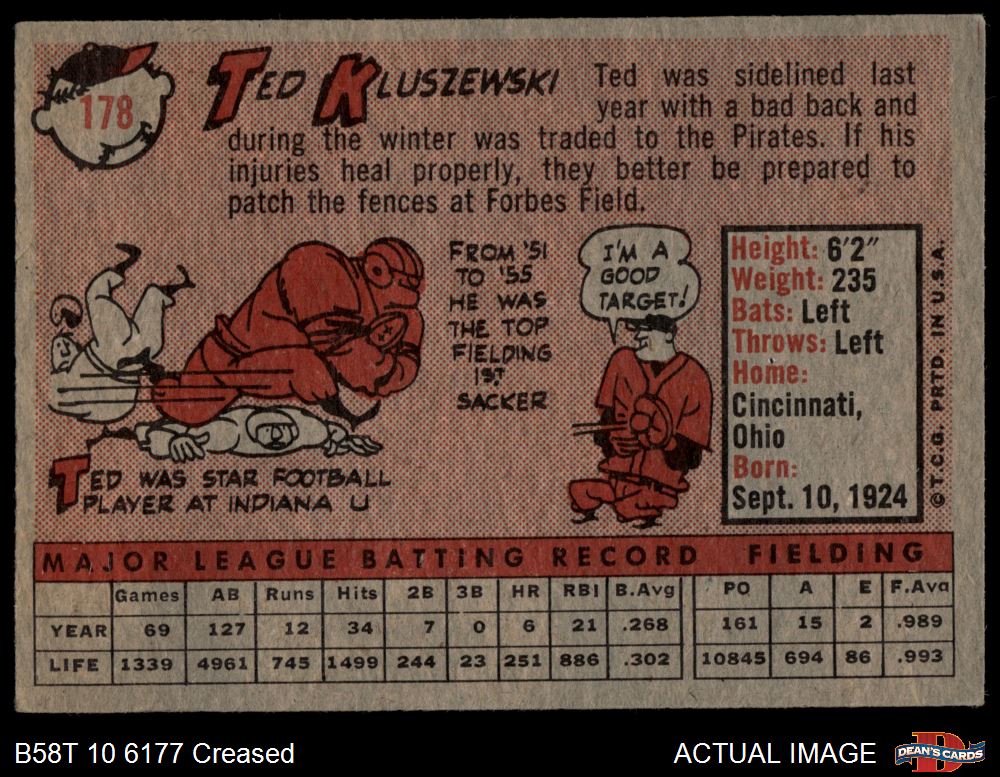 178
TED KLUSZEWSKI
Ted was sidelined last
year with a bad back and
during the winter was traded to the Pirates. If his
injuries heal properly, they better be prepared to
patch the fences at Forbes Field.
TED WAS STAR FOOTBALL
PLAYER AT INDIANA U
FROM '51
TO '55
HE WAS
THE TOP
FIELDING
1ST
SACKER
I'M A
GOOD
TARGET!
Height: 6'2"
Weight: 235
Bats: Left
Throws: Left
Home:
Cincinnati,
Ohio
Born:
Sept. 10, 1924
© T.C.G. PRTD. IN U.S.A.
MAJOR LEAGUE BATTING RECORD FIELDING
Games AB Runs Hits 2B 3B HR RBI B.Avg PO A E F.Avg
YEAR 69 127 12 34 7 0 6 21 .268 161 15 2 .989
LIFE 1339 4961 745 1499 244 23 251 886 .302 10845 694 86 .993
B58T 10 6177 Creased
ACTUAL IMAGE
DEAN'S CARDS